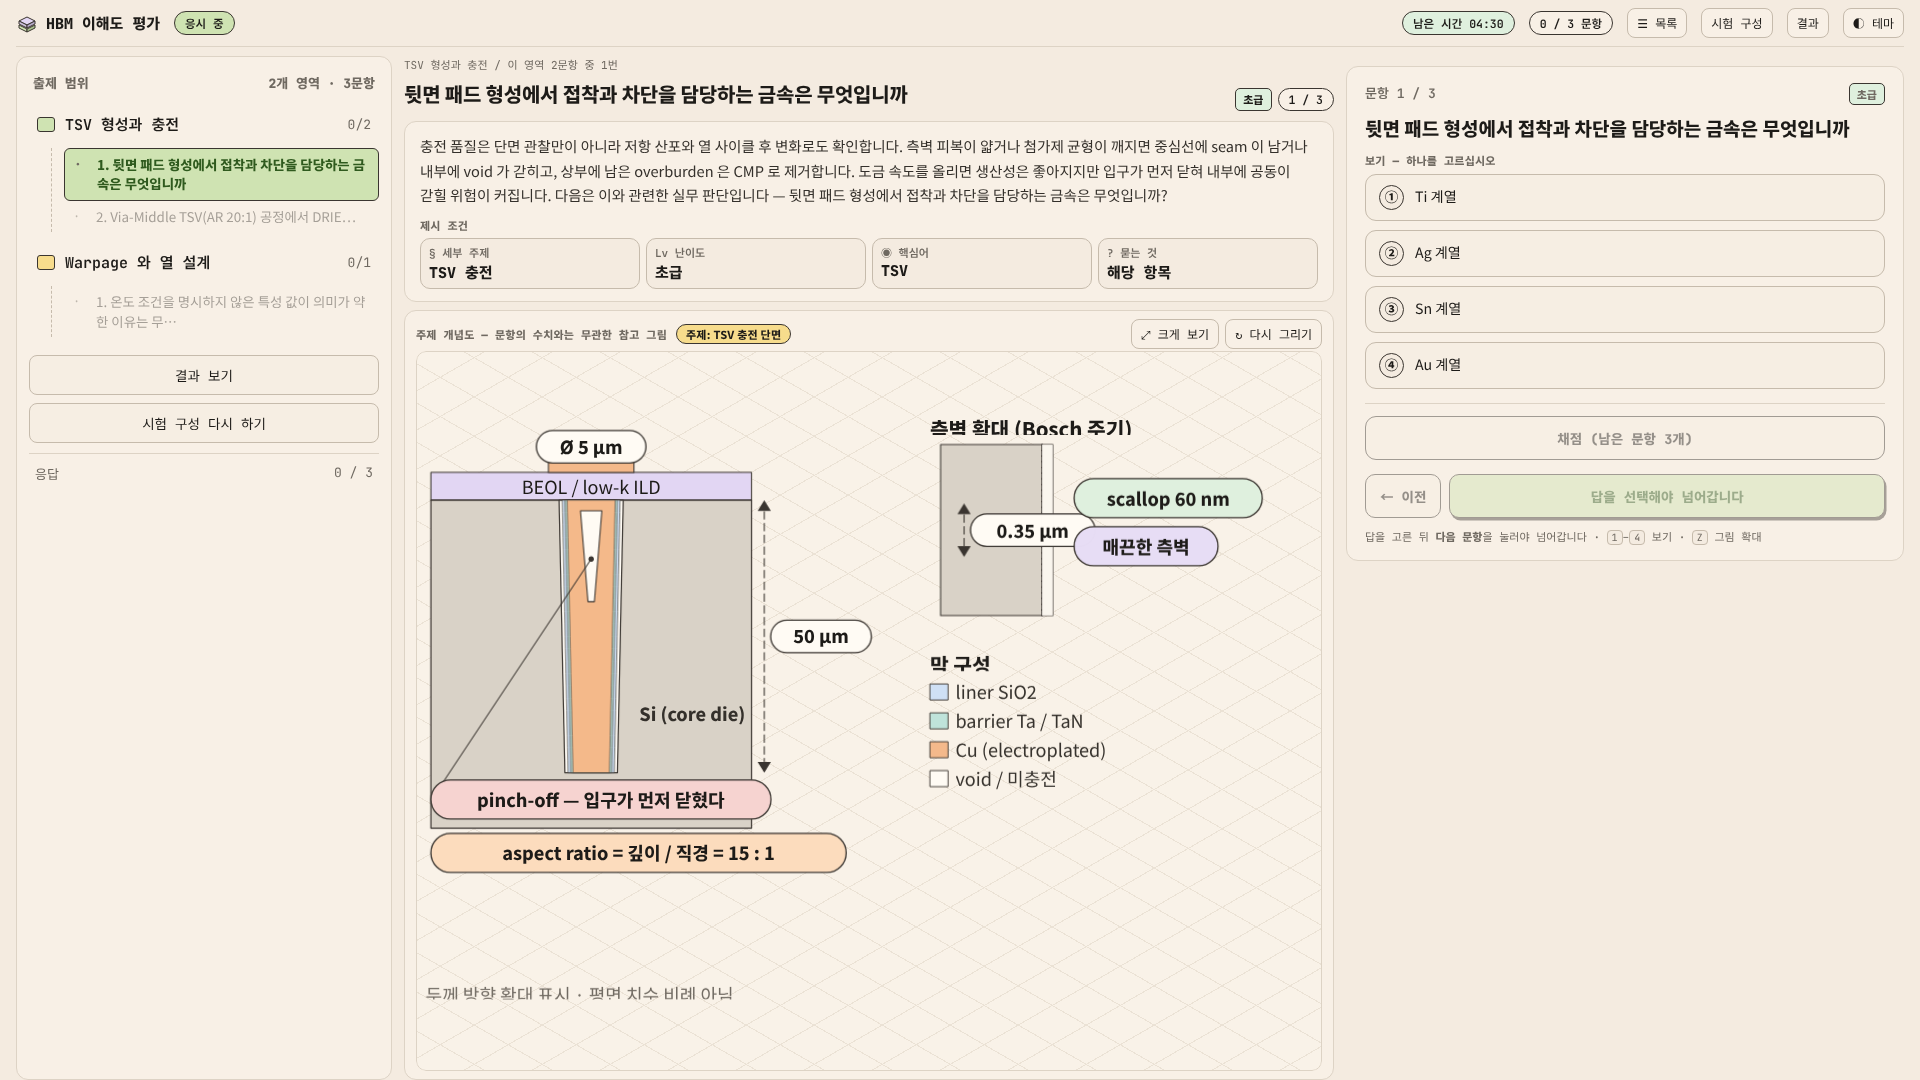 HBM 이해도 평가 응시 중
남은 시간 04:30 0 / 3 문항 ☰ 목록 시험 구성 결과 ◐ 테마
출제 범위 2개 영역 · 3문항
TSV 형성과 충전 0/2
· 1. 뒷면 패드 형성에서 접착과 차단을 담당하는 금
속은 무엇입니까
· 2. Via-Middle TSV(AR 20:1) 공정에서 DRIE…
Warpage 와 열 설계 0/1
· 1. 온도 조건을 명시하지 않은 특성 값이 의미가 약
한 이유는 무…
결과 보기
시험 구성 다시 하기
응답 0 / 3
TSV 형성과 충전 / 이 영역 2문항 중 1번
뒷면 패드 형성에서 접착과 차단을 담당하는 금속은 무엇입니까
초급 1 / 3
충전 품질은 단면 관찰만이 아니라 저항 산포와 열 사이클 후 변화로도 확인합니다. 측벽 피복이 얇거나 첨가제 균형이 깨지면 중심선에 seam 이 남거나
내부에 void 가 갇히고, 상부에 남은 overburden 은 CMP 로 제거합니다. 도금 속도를 올리면 생산성은 좋아지지만 입구가 먼저 닫혀 내부에 공동이
갇힐 위험이 커집니다. 다음은 이와 관련한 실무 판단입니다 — 뒷면 패드 형성에서 접착과 차단을 담당하는 금속은 무엇입니까?
제시 조건
§ 세부 주제
TSV 충전
Lv 난이도
초급
◉ 핵심어
TSV
? 묻는 것
해당 항목
주제 개념도 — 문항의 수치와는 무관한 참고 그림 주제: TSV 충전 단면
⤢ 크게 보기 ↻ 다시 그리기
Ø 5 µm
BEOL / low-k ILD
50 µm
Si (core die)
pinch-off — 입구가 먼저 닫혔다
aspect ratio = 깊이 / 직경 = 15 : 1
측벽 확대 (Bosch 주기)
scallop 60 nm
0.35 µm
매끈한 측벽
막 구성
liner SiO2
barrier Ta / TaN
Cu (electroplated)
void / 미충전
두께 방향 확대 표시 · 평면 치수 비례 아님
문항 1 / 3 초급
뒷면 패드 형성에서 접착과 차단을 담당하는 금속은 무엇입니까
보기 — 하나를 고르십시오
① Ti 계열
② Ag 계열
③ Sn 계열
④ Au 계열
채점 (남은 문항 3개)
← 이전 답을 선택해야 넘어갑니다
답을 고른 뒤 다음 문항을 눌러야 넘어갑니다 · 1–4 보기 · Z 그림 확대